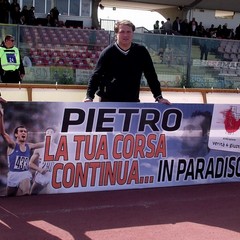 PIETRO
LA TUA CORSA
CONTINUA... IN PARADISO